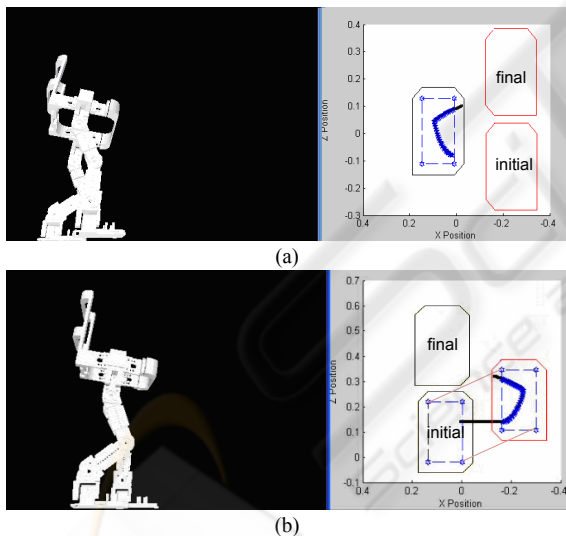 0.4
0.3
0.2
0.1
0
-0.1
-0.2
-0.3
Z Position
final
initial
0.4 0.2 0 -0.2 -0.4
X Position
(a)
0.7
0.6
0.5
0.4
0.3
0.2
0.1
0
-0.1
Z Position
final
initial
0.4 0.2 0 -0.2 -0.4
X Position
(b)